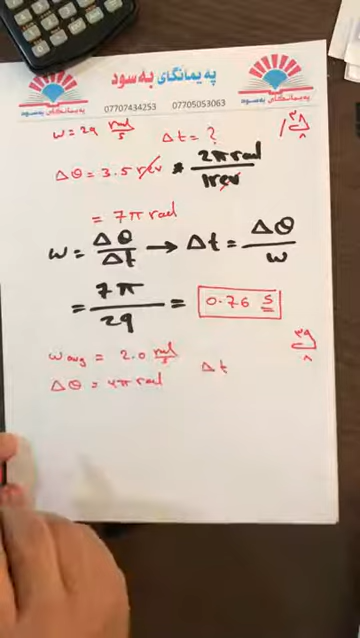 پەیمانگای بەسود
07707434253 07705053063
پەیمانگای بەسود
پەیمانگای بەسود
ω = 29 rad/s Δt = ?
Δθ = 3.5 rev * 2π rad / 1 rev
= 7π rad
ω = Δθ/Δt → Δt = Δθ/ω
= 7π/29 = 0.76 s
ω avg = 2.0 rad/s
Δθ = 4π rad Δt